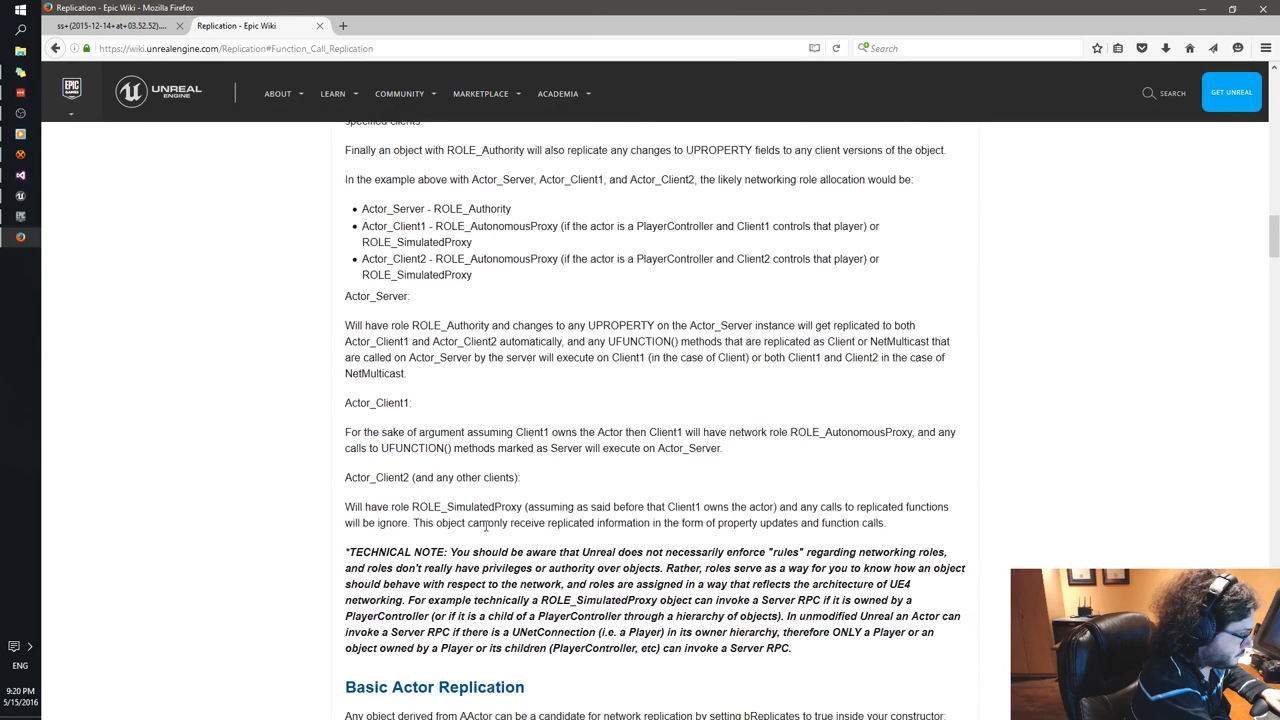 Replication - Epic Wiki - Mozilla Firefox
ss+(2015-12-14+at+03.52.52)....
Replication - Epic Wiki
https://wiki.unrealengine.com/Replication#Function_Call_Replication
Search
EPIC GAMES
UNREAL ENGINE
ABOUT LEARN COMMUNITY MARKETPLACE ACADEMIA
SEARCH
GET UNREAL
specified clients.
Finally an object with ROLE_Authority will also replicate any changes to UPROPERTY fields to any client versions of the object.
In the example above with Actor_Server, Actor_Client1, and Actor_Client2, the likely networking role allocation would be:
Actor_Server - ROLE_Authority
Actor_Client1 - ROLE_AutonomousProxy (if the actor is a PlayerController and Client1 controls that player) or
ROLE_SimulatedProxy
Actor_Client2 - ROLE_AutonomousProxy (if the actor is a PlayerController and Client2 controls that player) or
ROLE_SimulatedProxy
Actor_Server:
Will have role ROLE_Authority and changes to any UPROPERTY on the Actor_Server instance will get replicated to both
Actor_Client1 and Actor_Client2 automatically, and any UFUNCTION() methods that are replicated as Client or NetMulticast that
are called on Actor_Server by the server will execute on Client1 (in the case of Client) or both Client1 and Client2 in the case of
NetMulticast.
Actor_Client1:
For the sake of argument assuming Client1 owns the Actor then Client1 will have network role ROLE_AutonomousProxy, and any
calls to UFUNCTION() methods marked as Server will execute on Actor_Server.
Actor_Client2 (and any other clients):
Will have role ROLE_SimulatedProxy (assuming as said before that Client1 owns the actor) and any calls to replicated functions
will be ignore. This object can only receive replicated information in the form of property updates and function calls.
*TECHNICAL NOTE: You should be aware that Unreal does not necessarily enforce "rules" regarding networking roles,
and roles don't really have privileges or authority over objects. Rather, roles serve as a way for you to know how an object
should behave with respect to the network, and roles are assigned in a way that reflects the architecture of UE4
networking. For example technically a ROLE_SimulatedProxy object can invoke a Server RPC if it is owned by a
PlayerController (or if it is a child of a PlayerController through a hierarchy of objects). In unmodified Unreal an Actor can
invoke a Server RPC if there is a UNetConnection (i.e. a Player) in its owner hierarchy, therefore ONLY a Player or an
object owned by a Player or its children (PlayerController, etc) can invoke a Server RPC.
Basic Actor Replication
Any object derived from AActor can be a candidate for network replication by setting bReplicates to true inside your constructor:
ENG
9:20 PM
5/15/2016